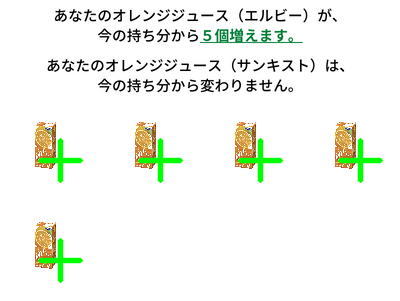 あなたのオレンジジュース（エルビー）が、
今の持ち分から５個増えます。
あなたのオレンジジュース（サンキスト）は、
今の持ち分から変わりません。